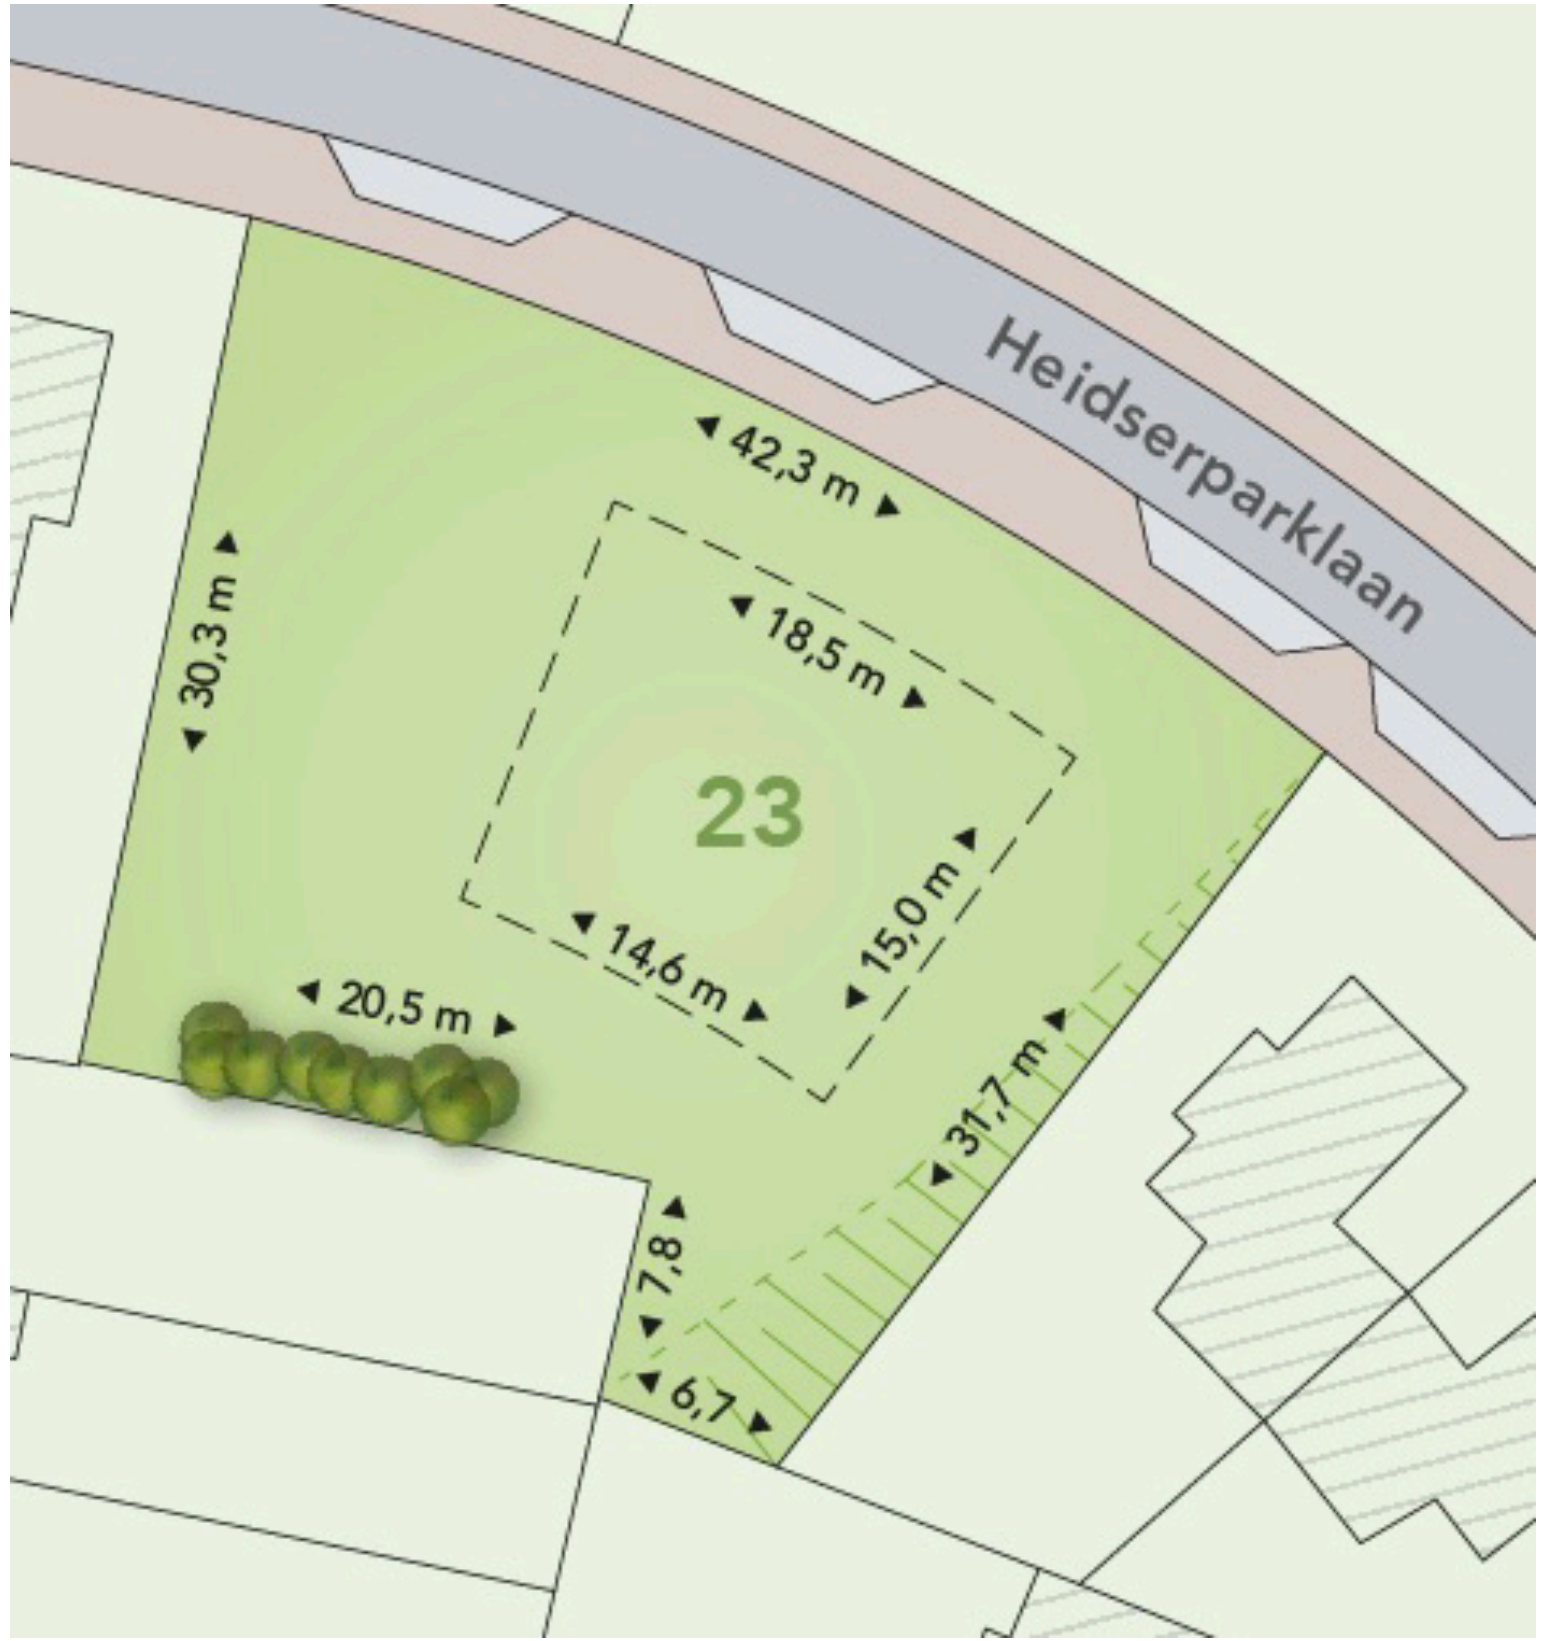 Heidserparklaan
42,3 m
18,5 m
30,3 m
23
15,0 m
14,6 m
20,5 m
31,7 m
7,8
6,7